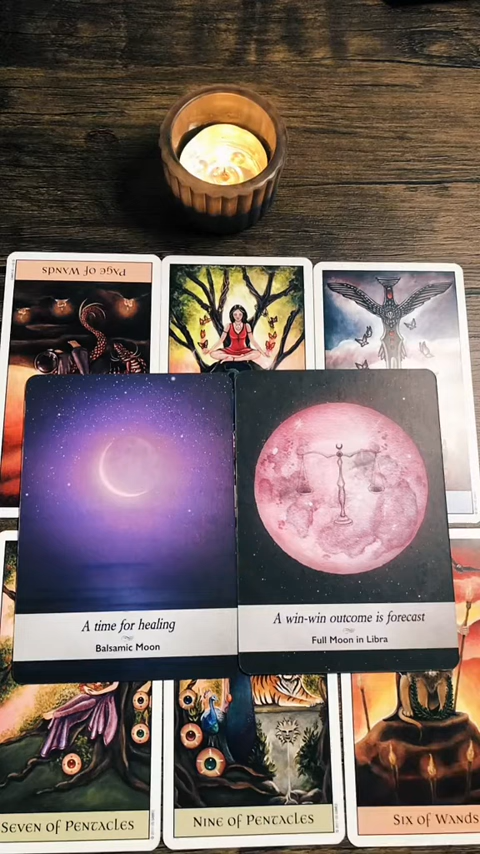 PAGE OF WANDS
A time for healing
Balsamic Moon
A win-win outcome is forecast
Full Moon in Libra
SEVEN OF PENTACLES
NINE OF PENTACLES
SIX OF WANDS